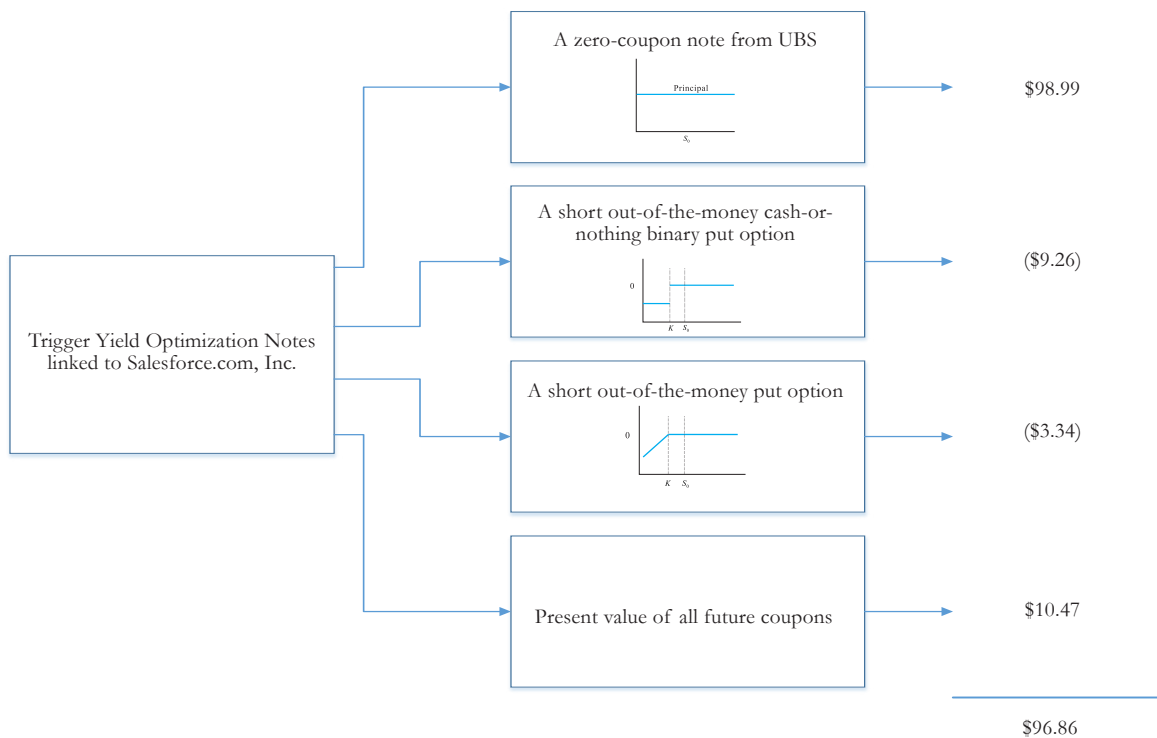 A zero-coupon note from UBS
Principal
S0
$98.99
A short out-of-the-money cash-or-
nothing binary put option
0
K
S0
($9.26)
Trigger Yield Optimization Notes
linked to Salesforce.com, Inc.
A short out-of-the-money put option
0
K
S0
($3.34)
Present value of all future coupons
$10.47
$96.86